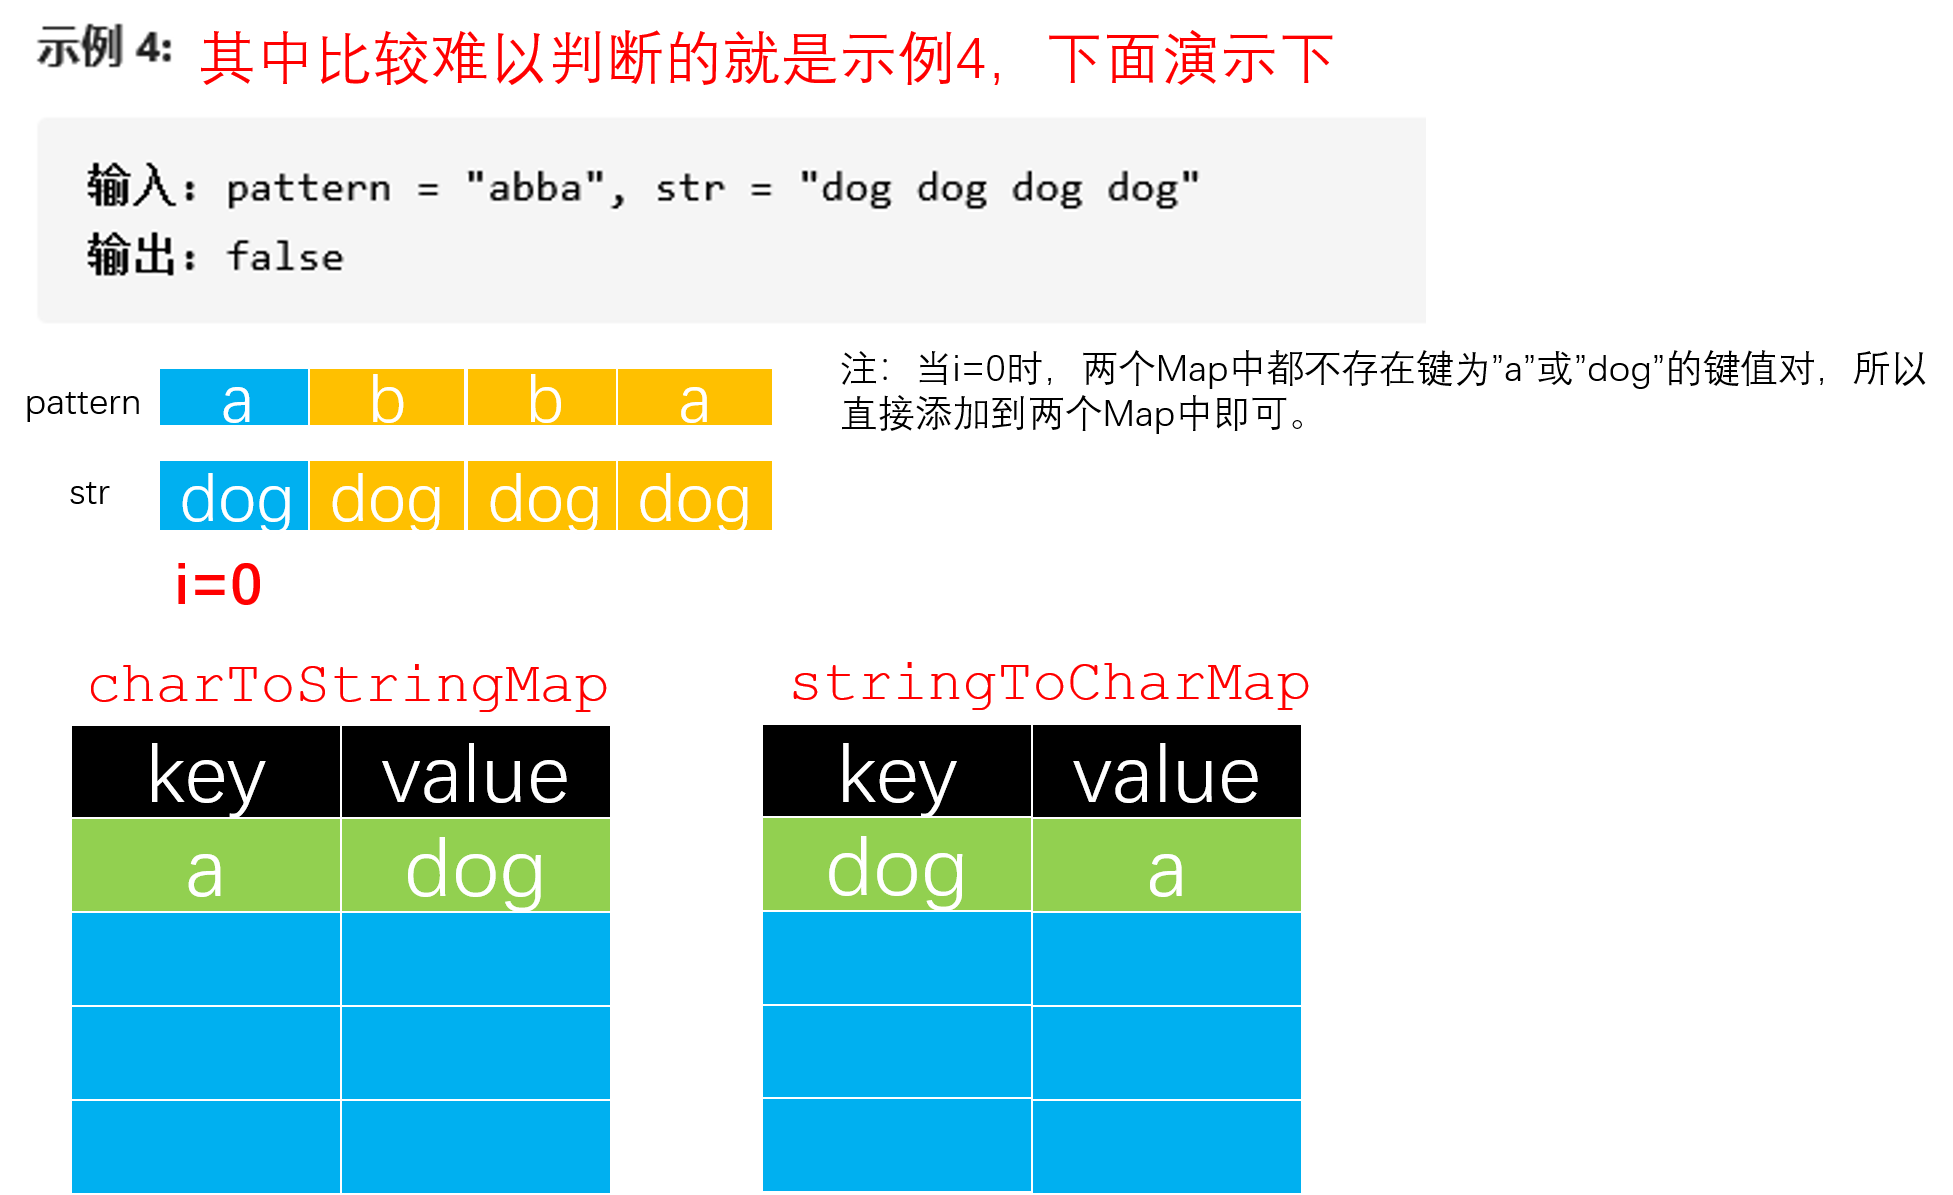 示例 4: 其中比较难以判断的就是示例4，下面演示下
输入：pattern = "abba", str = "dog dog dog dog"
输出：false
注：当i=0时，两个Map中都不存在键为”a”或”dog”的键值对，所以
直接添加到两个Map中即可。
pattern a b b a
str dog dog dog dog
i=0
charToStringMap
key value
a dog
stringToCharMap
key value
dog a